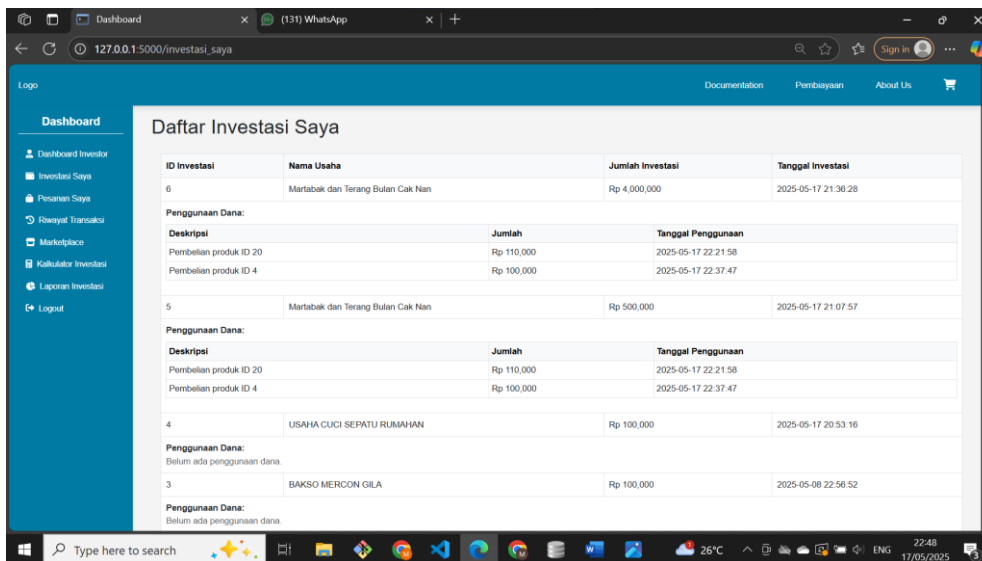 Dashboard
(131) WhatsApp
127.0.0.1:5000/investasi_saya
Sign in
Logo
Documentation Pembiayaan About Us
Dashboard
Dashboard Investor
Investasi Saya
Pesanan Saya
Riwayat Transaksi
Marketplace
Kalkulator Investasi
Laporan Investasi
Logout
Daftar Investasi Saya
ID Investasi Nama Usaha Jumlah Investasi Tanggal Investasi
6 Martabak dan Terang Bulan Cak Nan Rp 4,000,000 2025-05-17 21:36:28
Penggunaan Dana:
Deskripsi Jumlah Tanggal Penggunaan
Pembelian produk ID 20 Rp 110,000 2025-05-17 22:21:58
Pembelian produk ID 4 Rp 100,000 2025-05-17 22:37:47
5 Martabak dan Terang Bulan Cak Nan Rp 500,000 2025-05-17 21:07:57
Penggunaan Dana:
Deskripsi Jumlah Tanggal Penggunaan
Pembelian produk ID 20 Rp 110,000 2025-05-17 22:21:58
Pembelian produk ID 4 Rp 100,000 2025-05-17 22:37:47
4 USAHA CUCI SEPATU RUMAHAN Rp 100,000 2025-05-17 20:53:16
Penggunaan Dana:
Belum ada penggunaan dana.
3 BAKSO MERCON GILA Rp 100,000 2025-05-08 22:56:52
Penggunaan Dana:
Belum ada penggunaan dana.
Type here to search
26°C
ENG
22:48
17/05/2025